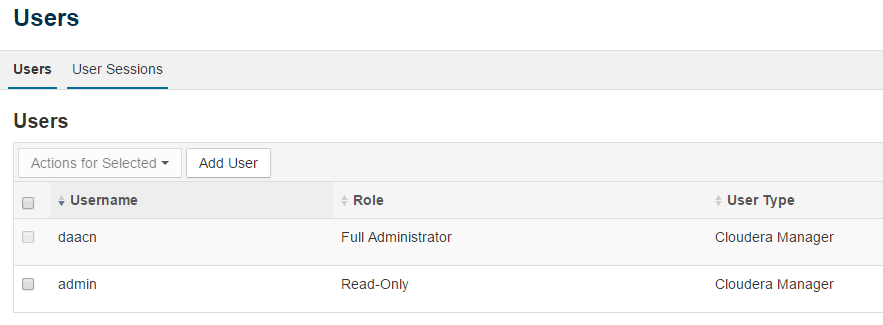 Users
Users User Sessions
Users
Actions for Selected Add User
Username Role User Type
daacn Full Administrator Cloudera Manager
admin Read-Only Cloudera Manager